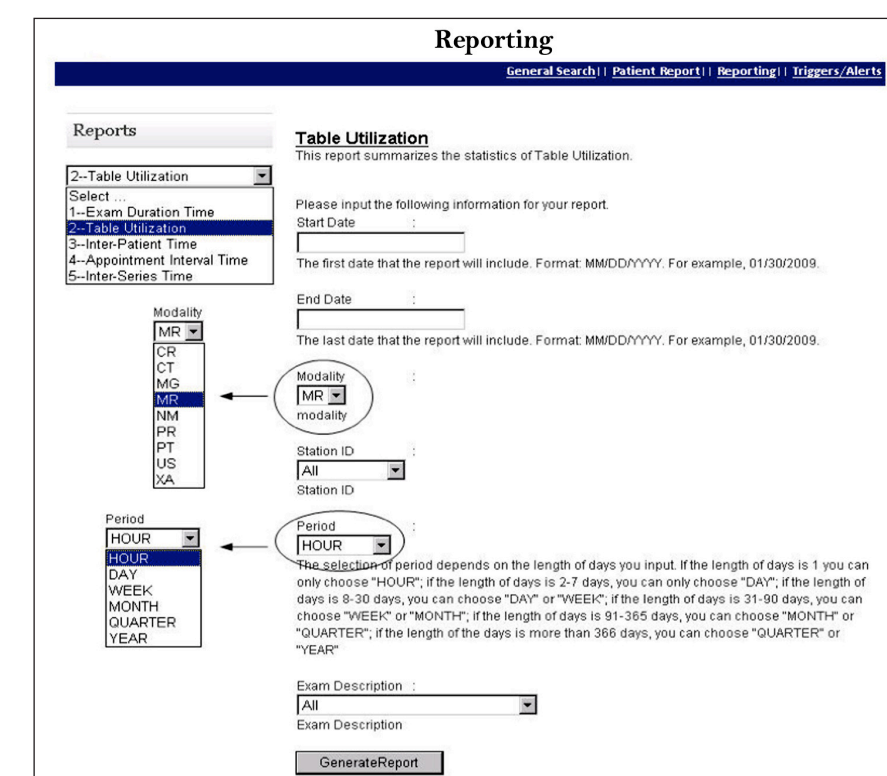 Reporting
General Search|| Patient Report|| Reporting|| Triggers/Alerts
Reports
2--Table Utilization
Select ...
1--Exam Duration Time
2--Table Utilization
3--Inter-Patient Time
4--Appointment Interval Time
5--Inter-Series Time
Modality
MR
CR
CT
MG
MR
NM
PR
PT
US
XA
Period
HOUR
HOUR
DAY
WEEK
MONTH
QUARTER
YEAR
Table Utilization
This report summarizes the statistics of Table Utilization.
Please input the following information for your report.
Start Date :
The first date that the report will include. Format: MM/DD/YYYY. For example, 01/30/2009.
End Date :
The last date that the report will include. Format: MM/DD/YYYY. For example, 01/30/2009.
Modality :
MR
modality
Station ID :
All
Station ID
Period :
HOUR
The selection of period depends on the length of days you input. If the length of days is 1 you can
only choose "HOUR"; if the length of days is 2-7 days, you can only choose "DAY"; if the length of
days is 8-30 days, you can choose "DAY" or "WEEK"; if the length of days is 31-90 days, you can
choose "WEEK" or "MONTH"; if the length of days is 91-365 days, you can choose "MONTH" or
"QUARTER"; if the length of the days is more than 366 days, you can choose "QUARTER" or
"YEAR"
Exam Description :
All
Exam Description
GenerateReport